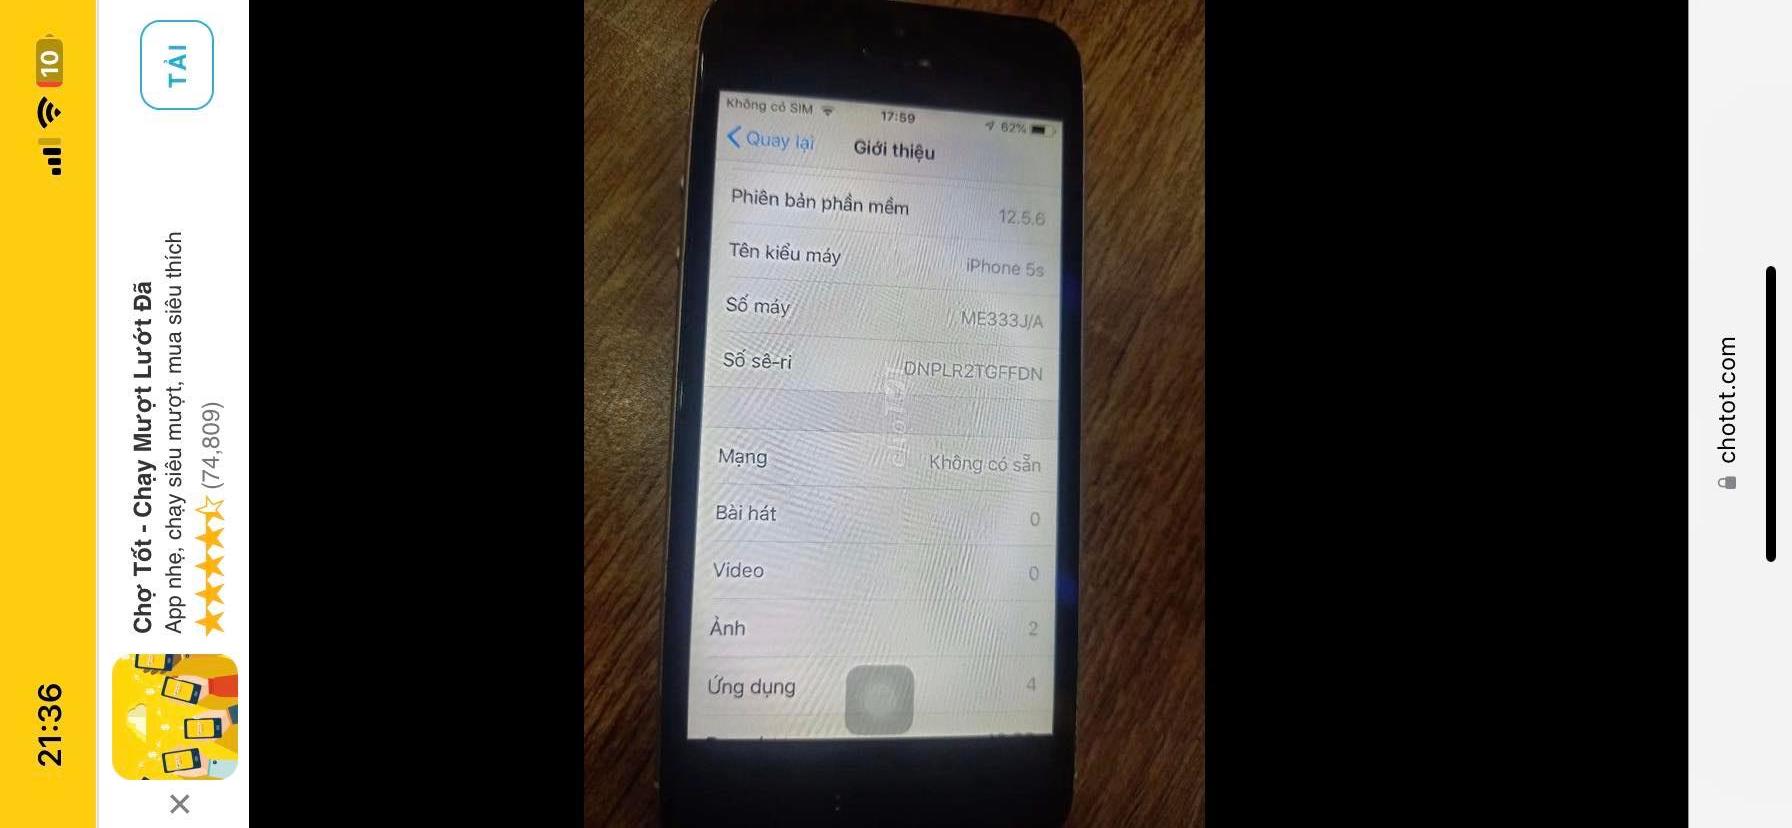 21:36
10
Chợ Tốt - Chạy Mượt Lướt Đã
App nhẹ, chạy siêu mượt, mua siêu thích
(74,809)
TẢI
Không có SIM 17:59 62%
Quay lại Giới thiệu
Phiên bản phần mềm 12.5.6
Tên kiểu máy iPhone 5s
Số máy ME333J/A
Số sê-ri DNPLR2TGFFDN
CHOTOT
Mạng Không có sẵn
Bài hát 0
Video 0
Ảnh 2
Ứng dụng 4
chotot.com